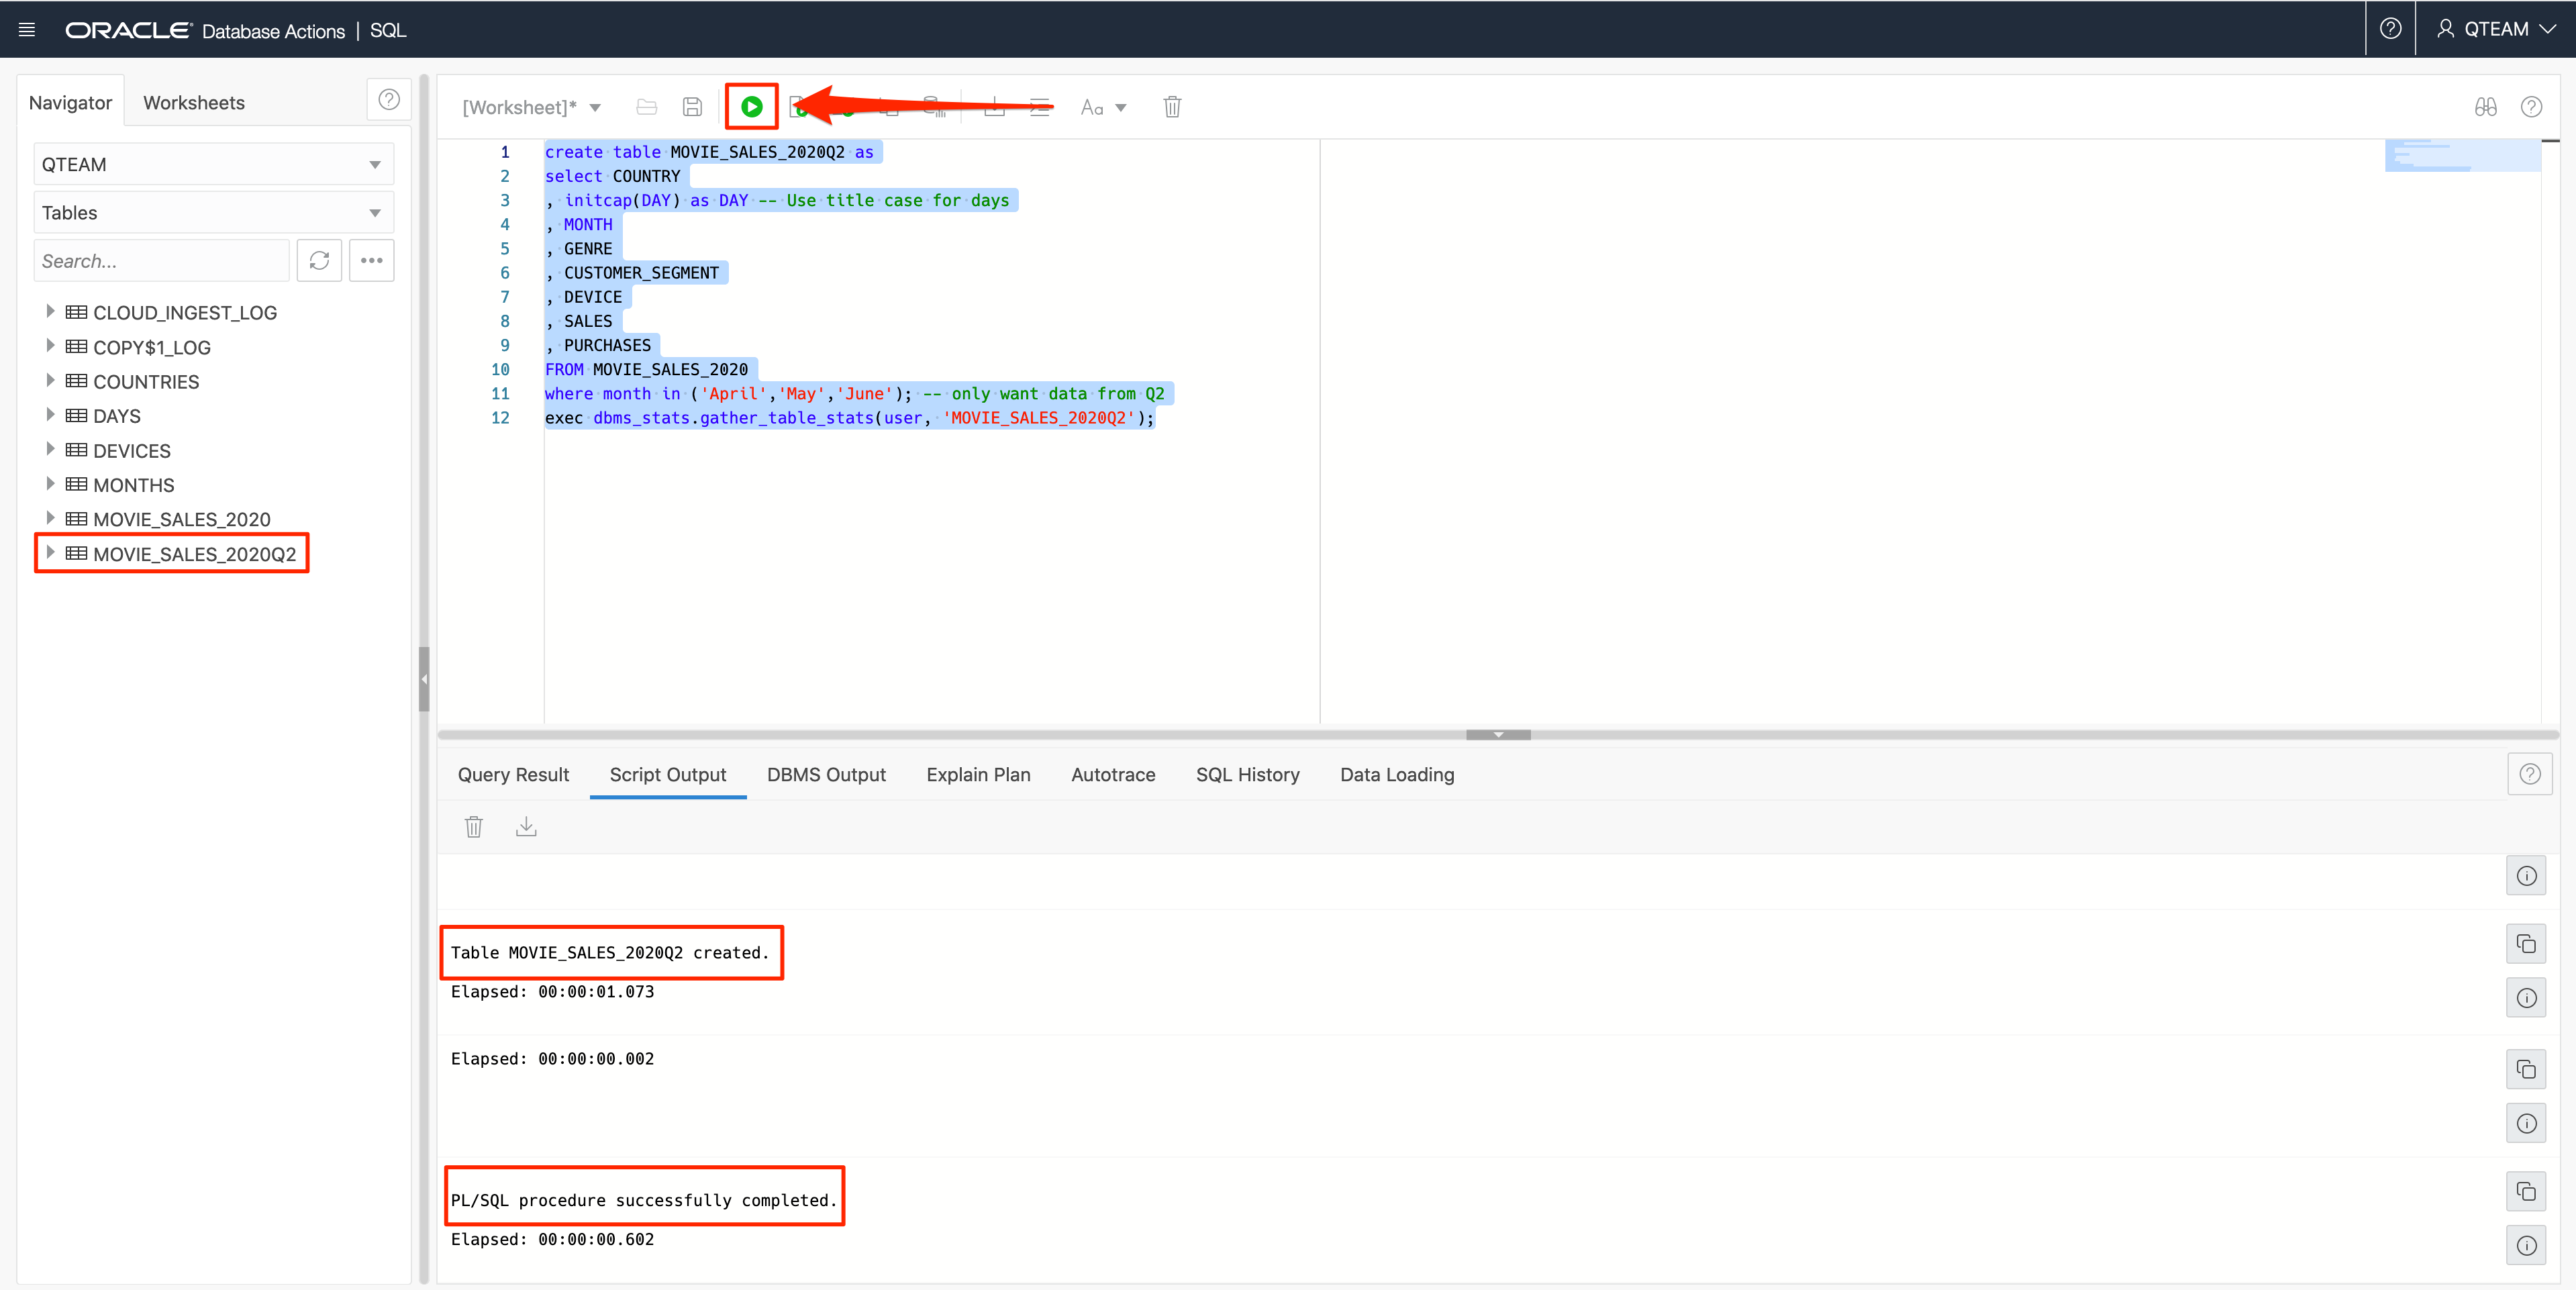 ORACLE Database Actions | SQL
QTEAM
Navigator
Worksheets
QTEAM
Tables
Search...
CLOUD_INGEST_LOG
COPY$1_LOG
COUNTRIES
DAYS
DEVICES
MONTHS
MOVIE_SALES_2020
MOVIE_SALES_2020Q2
[Worksheet]*
Aa
1 create table MOVIE_SALES_2020Q2 as
2 select COUNTRY
3 , initcap(DAY) as DAY -- Use title case for days
4 , MONTH
5 , GENRE
6 , CUSTOMER_SEGMENT
7 , DEVICE
8 , SALES
9 , PURCHASES
10 FROM MOVIE_SALES_2020
11 where month in ('April','May','June'); -- only want data from Q2
12 exec dbms_stats.gather_table_stats(user, 'MOVIE_SALES_2020Q2');
Query Result Script Output DBMS Output Explain Plan Autotrace SQL History Data Loading
Table MOVIE_SALES_2020Q2 created.
Elapsed: 00:00:01.073
Elapsed: 00:00:00.002
PL/SQL procedure successfully completed.
Elapsed: 00:00:00.602